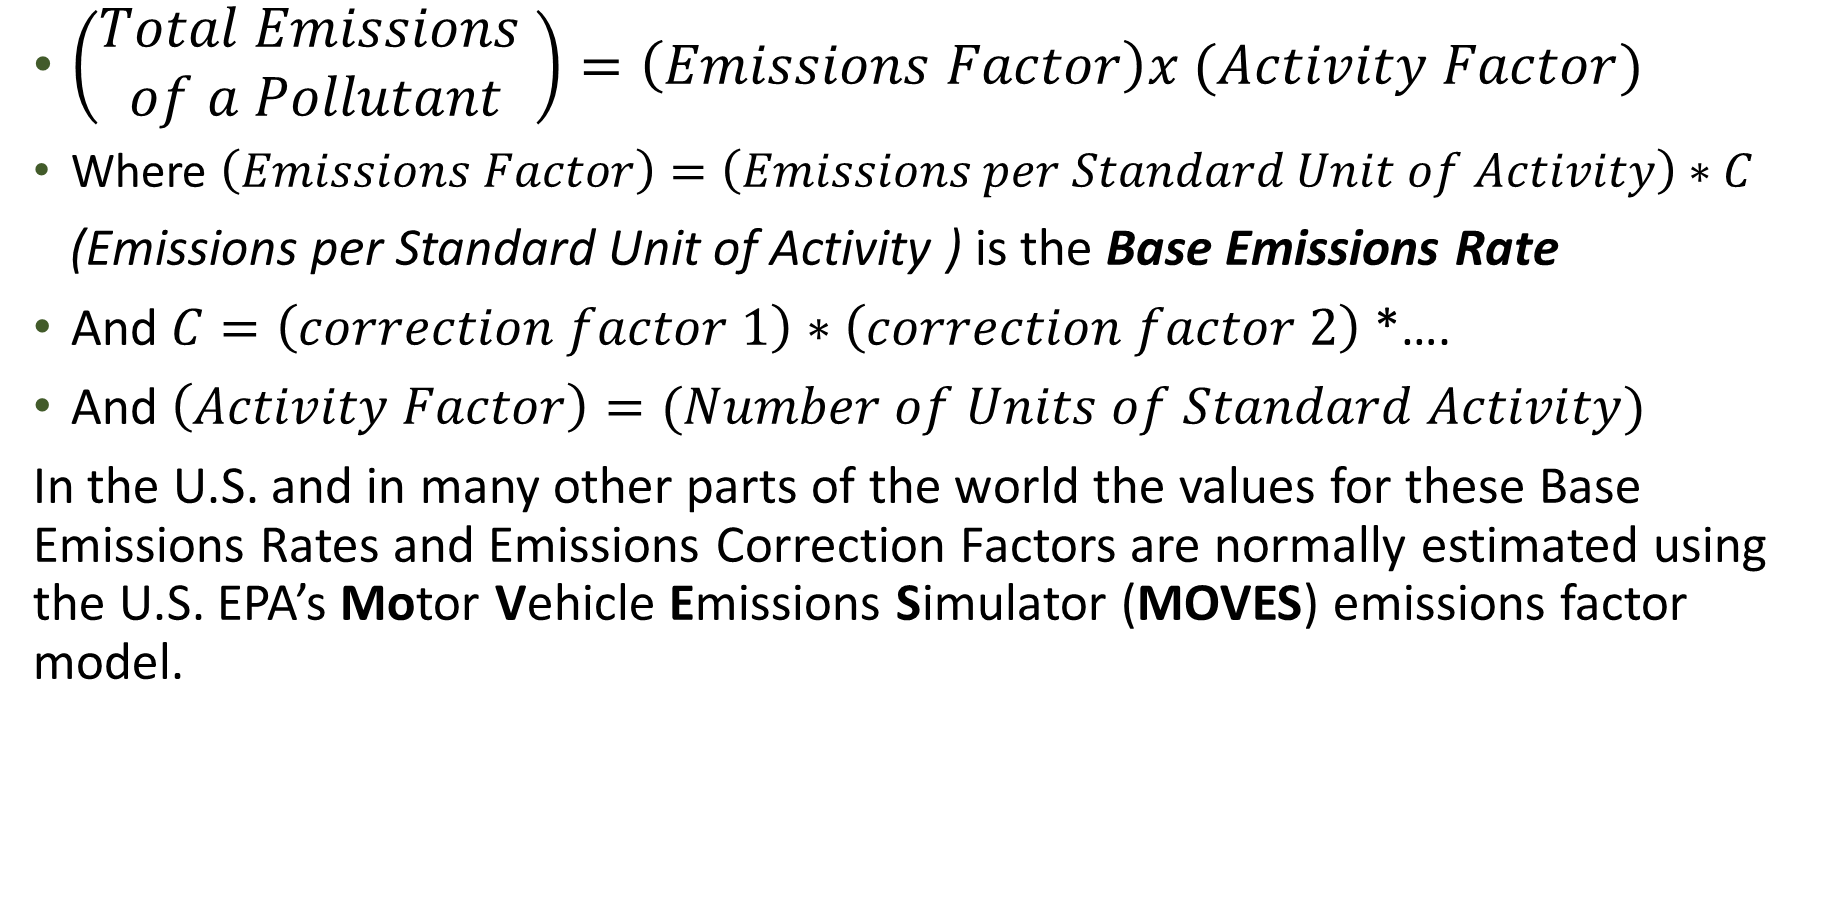 • (Total Emissions
of a Pollutant) = (Emissions Factor)x (Activity Factor)
• Where (Emissions Factor) = (Emissions per Standard Unit of Activity) * C
(Emissions per Standard Unit of Activity ) is the Base Emissions Rate
• And C = (correction factor 1) * (correction factor 2) *....
• And (Activity Factor) = (Number of Units of Standard Activity)
In the U.S. and in many other parts of the world the values for these Base
Emissions Rates and Emissions Correction Factors are normally estimated using
the U.S. EPA’s Motor Vehicle Emissions Simulator (MOVES) emissions factor
model.